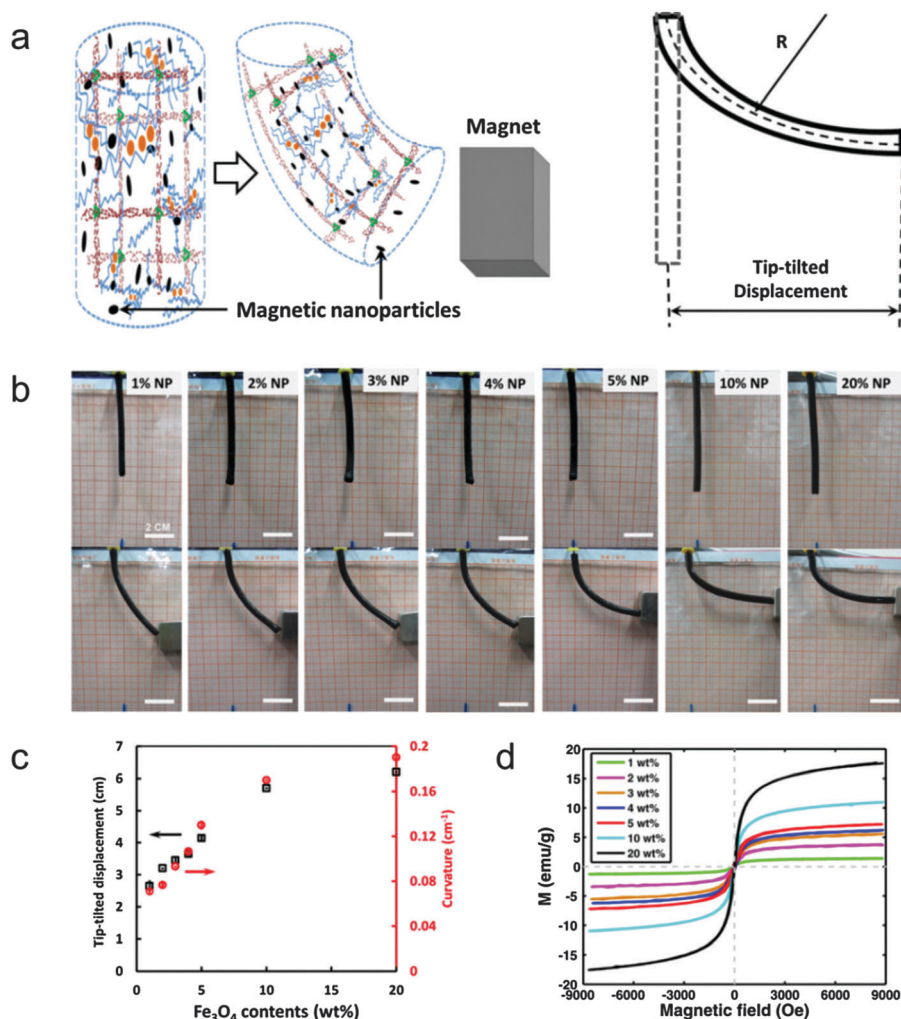 a
R
Magnet
Magnetic nanoparticles
Tip-tilted
Displacement
b
1% NP
2% NP
3% NP
4% NP
5% NP
10% NP
20% NP
2 CM
c
7
6
5
4
3
2
1
0
0.2
0.16
0.12
0.08
0.04
0
0
5
10
15
20
Tip-tilted displacement (cm)
Curvature (cm⁻¹)
Fe₃O₄ contents (wt%)
d
20
15
10
5
0
-5
-10
-15
-20
1 wt%
2 wt%
3 wt%
4 wt%
5 wt%
10 wt%
20 wt%
M (emu/g)
-9000
-6000
-3000
0
3000
6000
9000
Magnetic field (Oe)